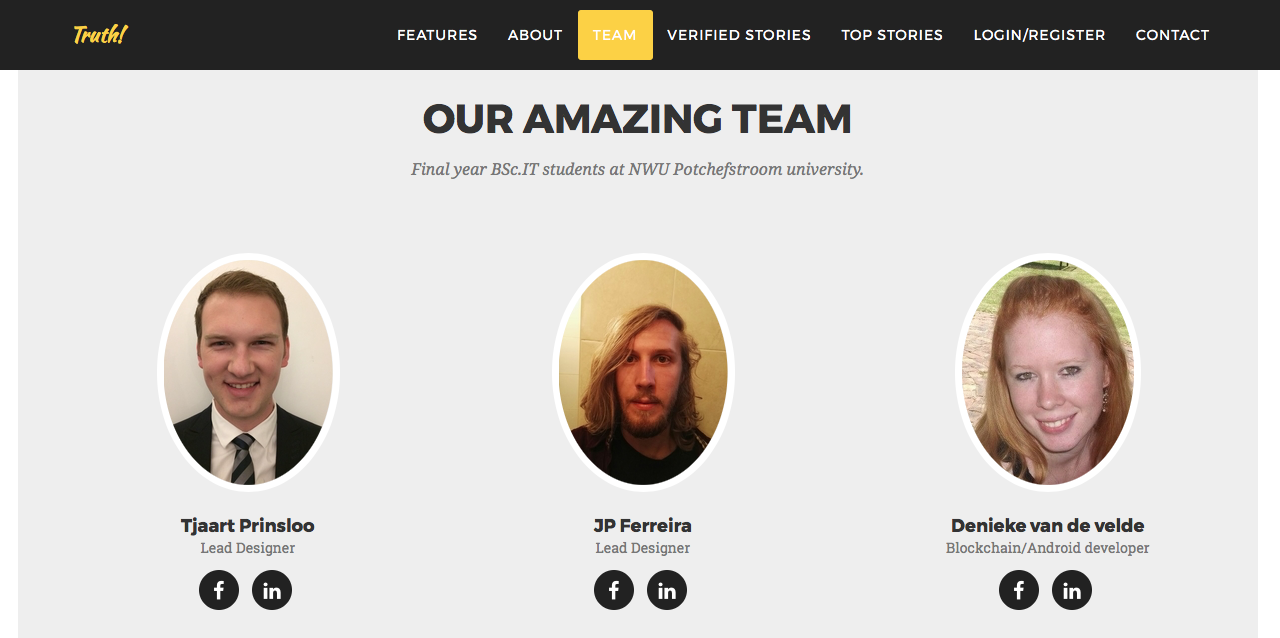 Truth!
FEATURES ABOUT TEAM VERIFIED STORIES TOP STORIES LOGIN/REGISTER CONTACT
OUR AMAZING TEAM
Final year BSc.IT students at NWU Potchefstroom university.
Tjaart Prinsloo
Lead Designer
JP Ferreira
Lead Designer
Denieke van de velde
Blockchain/Android developer